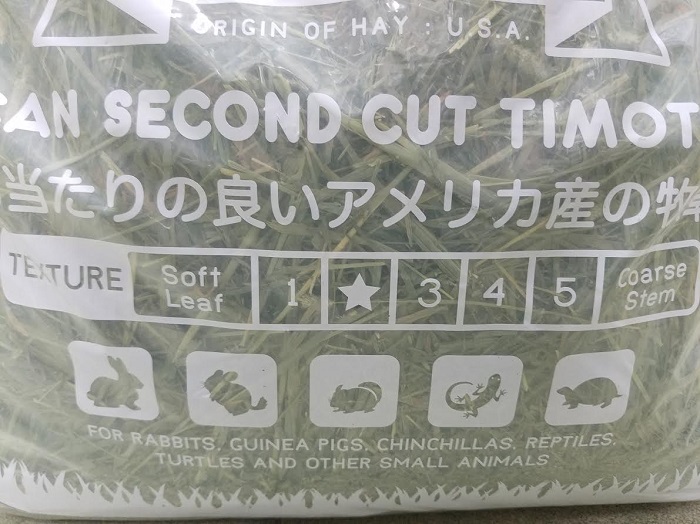 ORIGIN OF HAY : U.S.A.
CAN SECOND CUT TIMOT
当たりの良いアメリカ産の牧
TEXTURE Soft Leaf 1 ★ 3 4 5 Coarse Stem
FOR RABBITS, GUINEA PIGS, CHINCHILLAS, REPTILES,
TURTLES AND OTHER SMALL ANIMALS